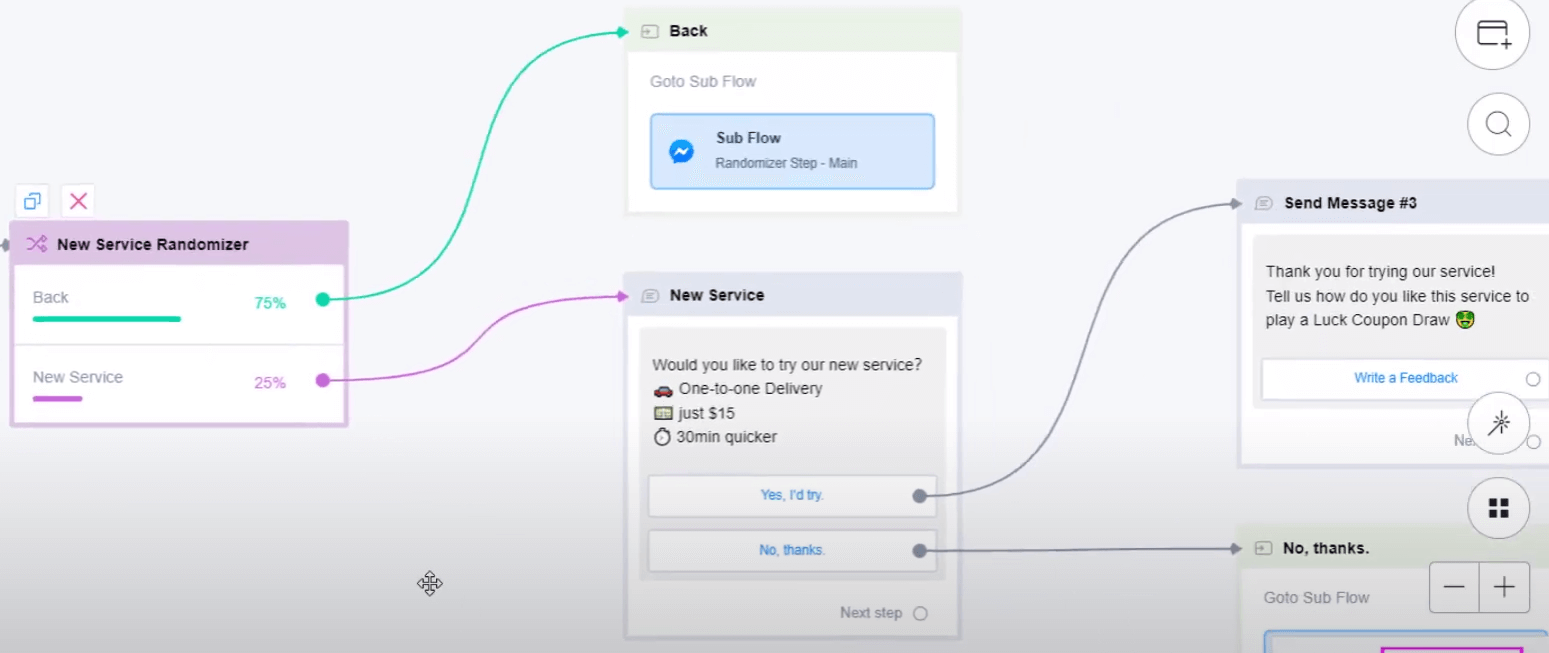 Back
Goto Sub Flow
Sub Flow
Randomizer Step - Main
New Service Randomizer
Back
75%
New Service
25%
New Service
Would you like to try our new service?
🚗 One-to-one Delivery
💵 just $15
⏱ 30min quicker
Yes, I'd try.
No, thanks.
Next step
Send Message #3
Thank you for trying our service!
Tell us how do you like this service to
play a Luck Coupon Draw 🤑
Write a Feedback
No, thanks.
Goto Sub Flow